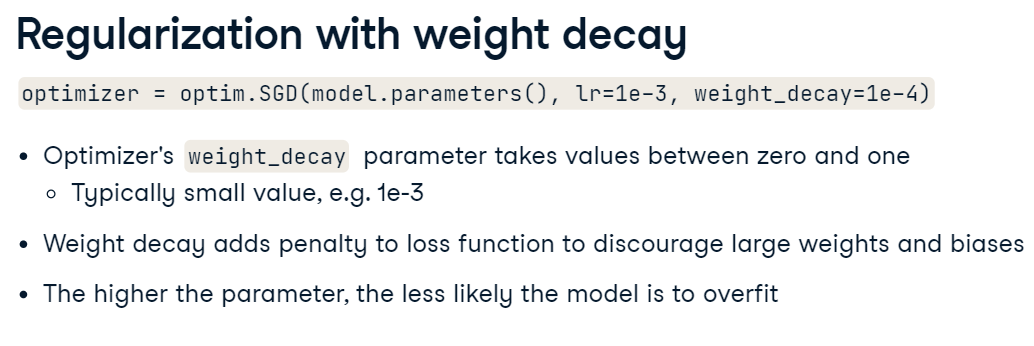 Regularization with weight decay
optimizer = optim.SGD(model.parameters(), lr=1e-3, weight_decay=1e-4)
• Optimizer's weight_decay parameter takes values between zero and one
○ Typically small value, e.g. 1e-3
• Weight decay adds penalty to loss function to discourage large weights and biases
• The higher the parameter, the less likely the model is to overfit